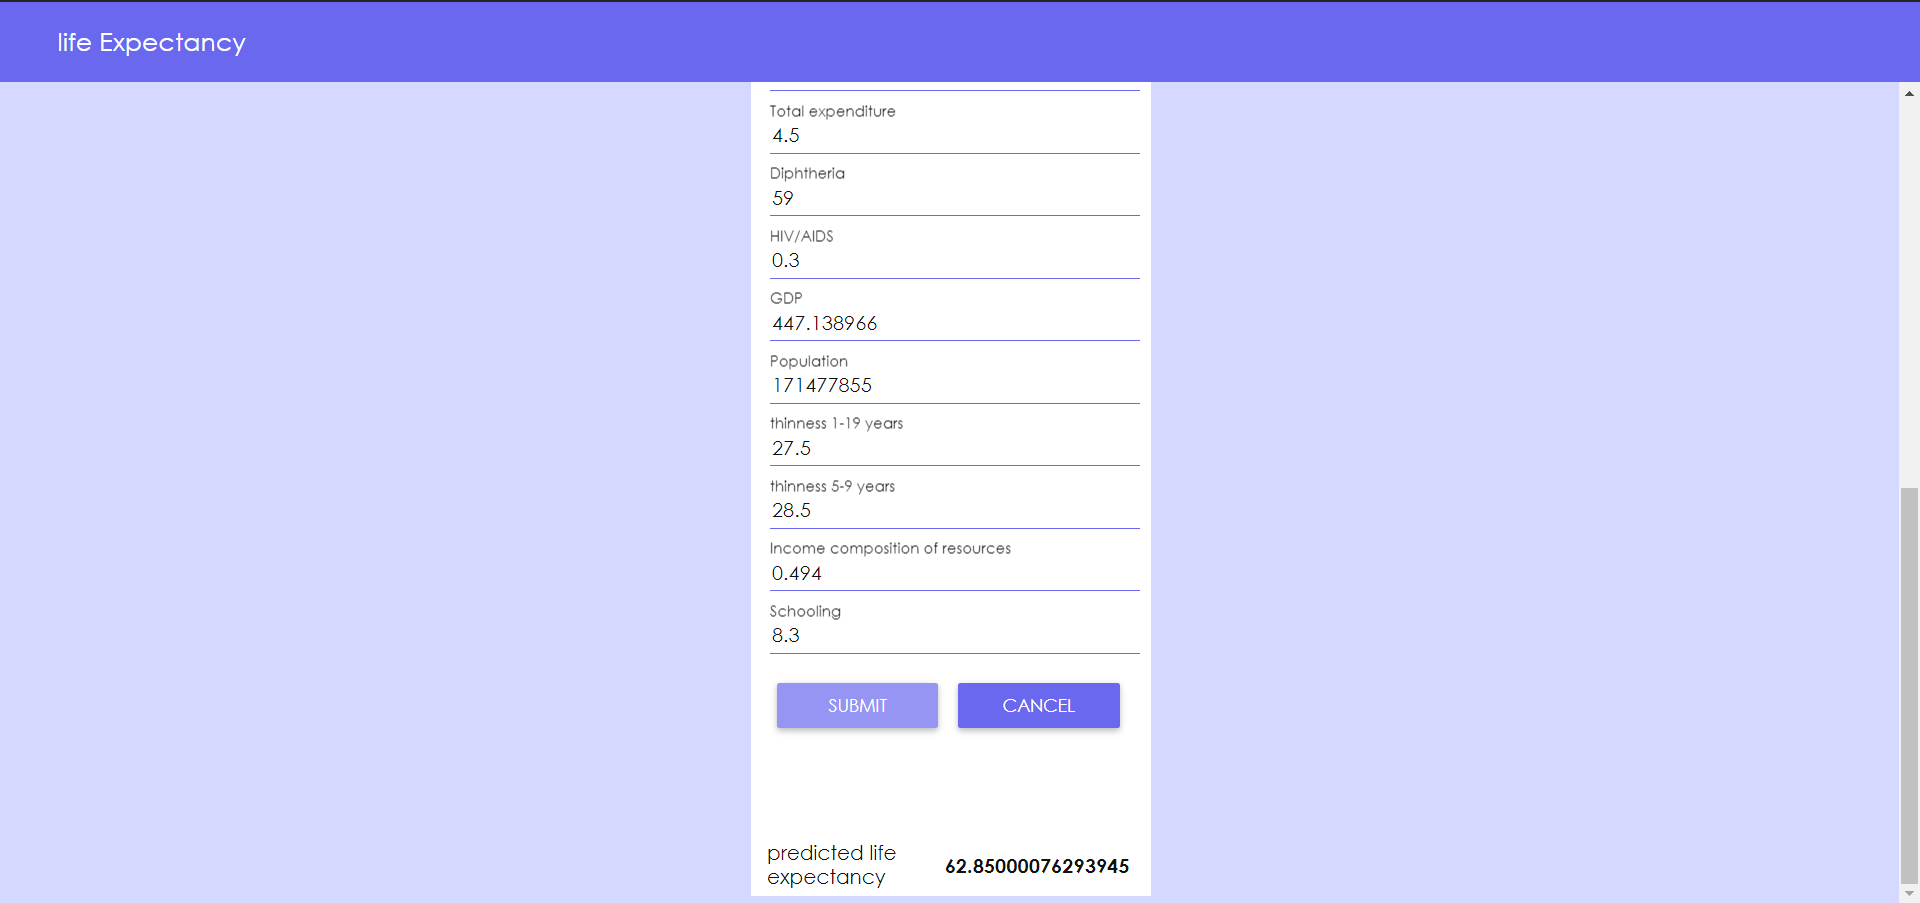 life Expectancy
Total expenditure
4.5
Diphtheria
59
HIV/AIDS
0.3
GDP
447.138966
Population
171477855
thinness 1-19 years
27.5
thinness 5-9 years
28.5
Income composition of resources
0.494
Schooling
8.3
SUBMIT CANCEL
predicted life
expectancy
62.85000076293945